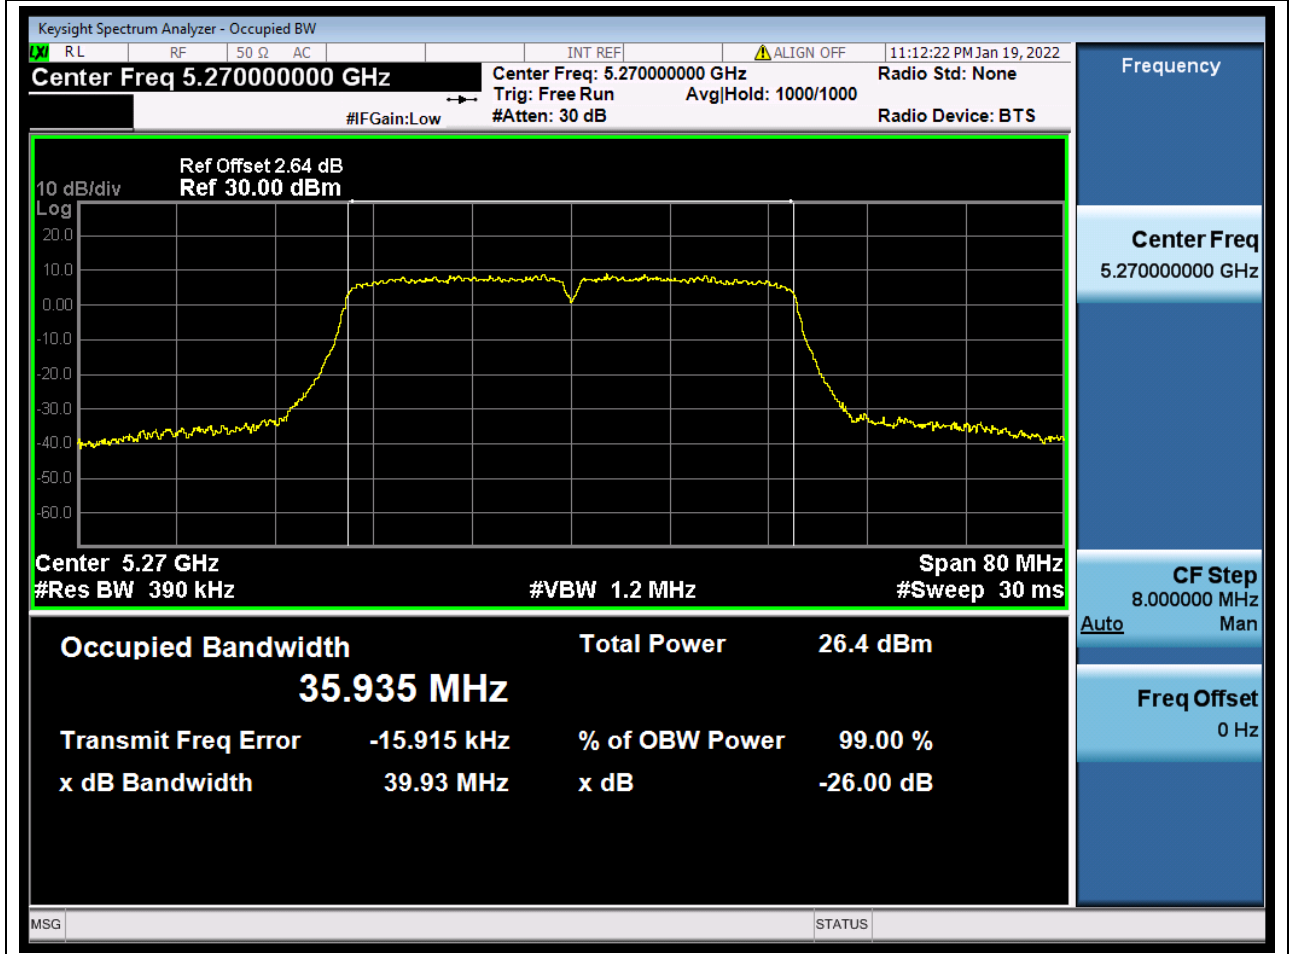 Keysight Spectrum Analyzer - Occupied BW
LXI RL RF 50 Ω AC INT REF ALIGN OFF 11:12:22 PM Jan 19, 2022
Center Freq 5.270000000 GHz
#IFGain:Low
Center Freq: 5.270000000 GHz
Trig: Free Run Avg|Hold: 1000/1000
#Atten: 30 dB
Radio Std: None
Radio Device: BTS
Ref Offset 2.64 dB
10 dB/div Ref 30.00 dBm
Log
20.0
10.0
0.00
-10.0
-20.0
-30.0
-40.0
-50.0
-60.0
Center 5.27 GHz Span 80 MHz
#Res BW 390 kHz #VBW 1.2 MHz #Sweep 30 ms
Occupied Bandwidth Total Power 26.4 dBm
35.935 MHz
Transmit Freq Error -15.915 kHz % of OBW Power 99.00 %
x dB Bandwidth 39.93 MHz x dB -26.00 dB
Frequency
Center Freq
5.270000000 GHz
CF Step
8.000000 MHz
Auto Man
Freq Offset
0 Hz
MSG STATUS